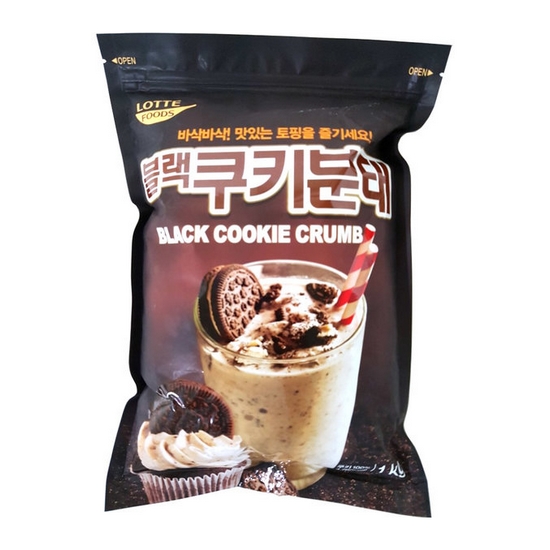 OPEN
OPEN
LOTTE
FOODS
바삭바삭! 맛있는 토핑을 즐기세요!
블랙쿠키분태
BLACK COOKIE CRUMB